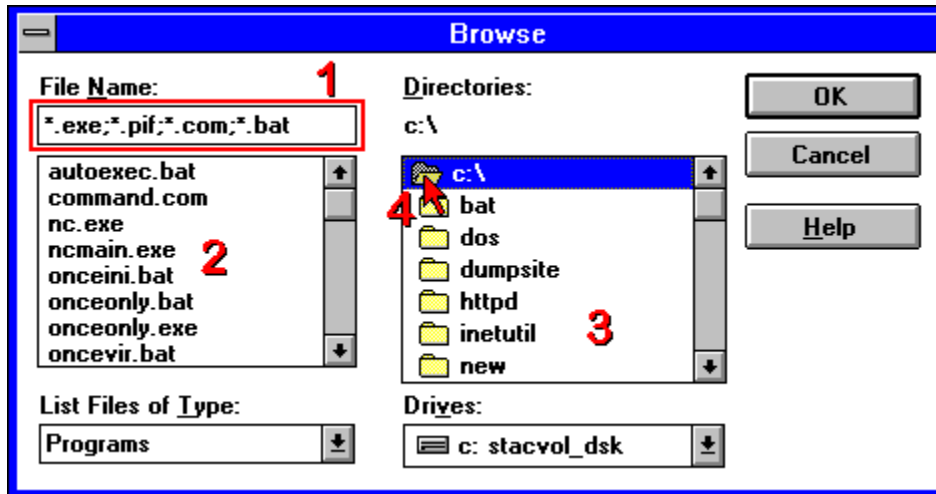 Browse
File Name:
1
*.exe;*.pif;*.com;*.bat
autoexec.bat
command.com
nc.exe
ncmain.exe
2
onceini.bat
onceonly.bat
onceonly.exe
oncevir.bat
List Files of Type:
Programs
Directories:
c:\
c:\
4
bat
dos
dumpsite
httpd
inetutil
3
new
Drives:
c: stacvol_dsk
OK
Cancel
Help